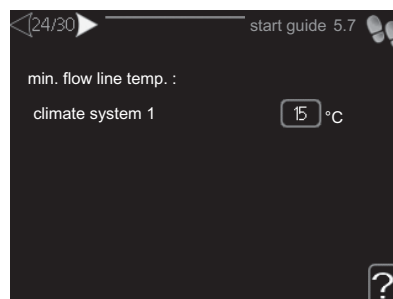 24/30
start guide 5.7
min. flow line temp. :
climate system 1 15 °C
?